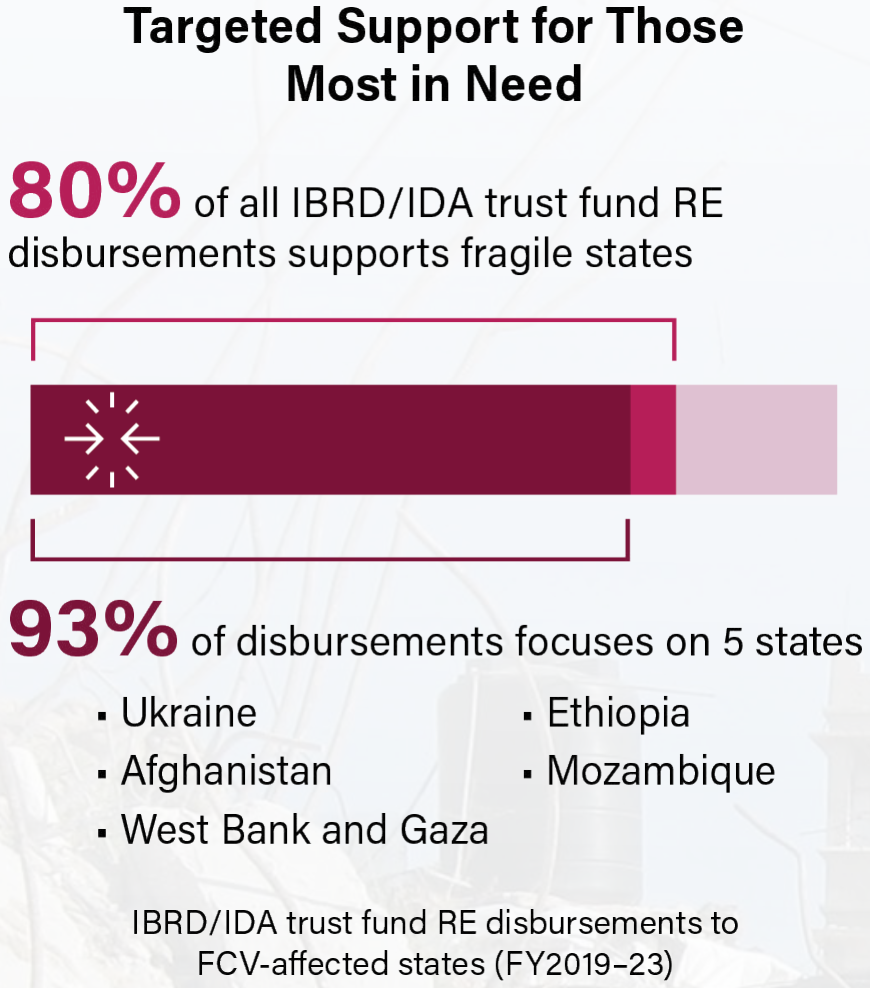 Targeted Support for Those
Most in Need
80% of all IBRD/IDA trust fund RE
disbursements supports fragile states
93% of disbursements focuses on 5 states
▪ Ukraine
▪ Afghanistan
▪ West Bank and Gaza
▪ Ethiopia
▪ Mozambique
IBRD/IDA trust fund RE disbursements to
FCV-affected states (FY2019–23)